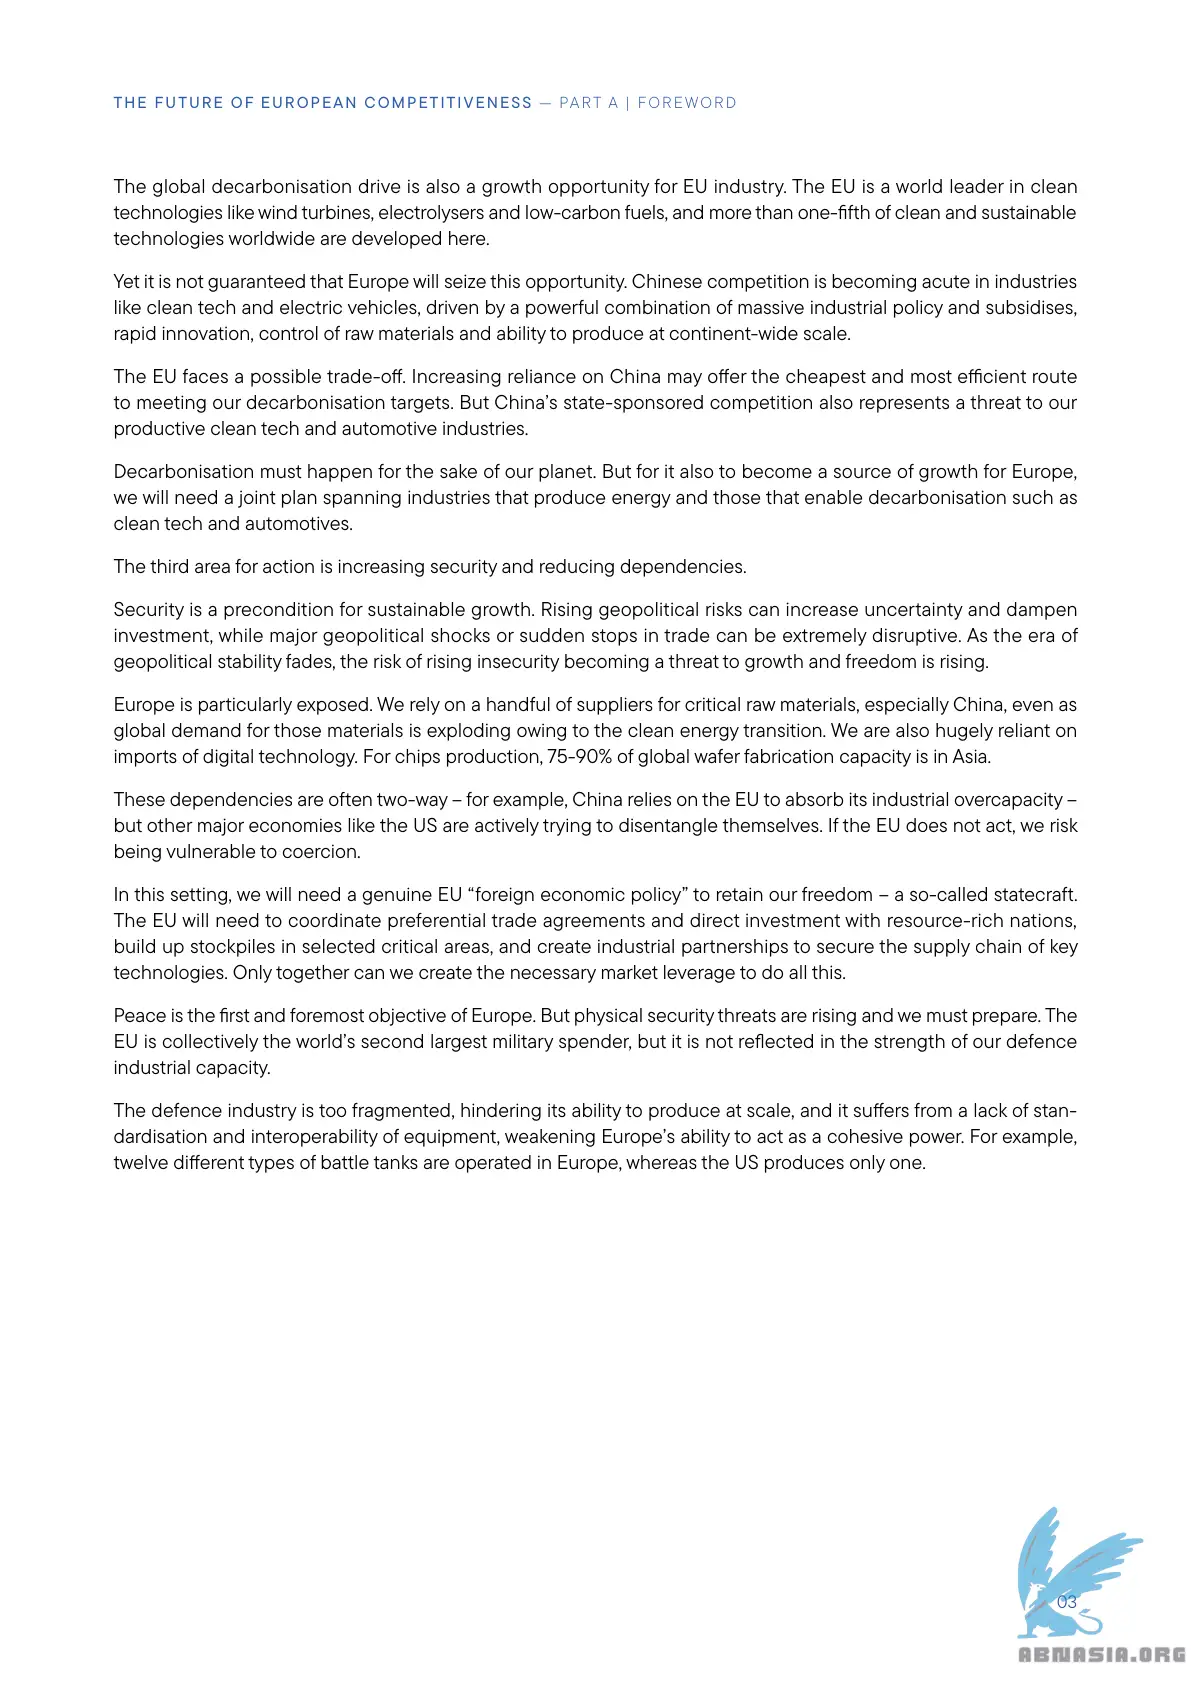 THE FUTURE OF EUROPEAN COMPETITIVENESS — PART A | FOREWORD
The global decarbonisation drive is also a growth opportunity for EU industry. The EU is a world leader in clean
technologies like wind turbines, electrolysers and low-carbon fuels, and more than one-fifth of clean and sustainable
technologies worldwide are developed here.
Yet it is not guaranteed that Europe will seize this opportunity. Chinese competition is becoming acute in industries
like clean tech and electric vehicles, driven by a powerful combination of massive industrial policy and subsidises,
rapid innovation, control of raw materials and ability to produce at continent-wide scale.
The EU faces a possible trade-off. Increasing reliance on China may offer the cheapest and most efficient route
to meeting our decarbonisation targets. But China’s state-sponsored competition also represents a threat to our
productive clean tech and automotive industries.
Decarbonisation must happen for the sake of our planet. But for it also to become a source of growth for Europe,
we will need a joint plan spanning industries that produce energy and those that enable decarbonisation such as
clean tech and automotives.
The third area for action is increasing security and reducing dependencies.
Security is a precondition for sustainable growth. Rising geopolitical risks can increase uncertainty and dampen
investment, while major geopolitical shocks or sudden stops in trade can be extremely disruptive. As the era of
geopolitical stability fades, the risk of rising insecurity becoming a threat to growth and freedom is rising.
Europe is particularly exposed. We rely on a handful of suppliers for critical raw materials, especially China, even as
global demand for those materials is exploding owing to the clean energy transition. We are also hugely reliant on
imports of digital technology. For chips production, 75-90% of global wafer fabrication capacity is in Asia.
These dependencies are often two-way – for example, China relies on the EU to absorb its industrial overcapacity –
but other major economies like the US are actively trying to disentangle themselves. If the EU does not act, we risk
being vulnerable to coercion.
In this setting, we will need a genuine EU “foreign economic policy” to retain our freedom – a so-called statecraft.
The EU will need to coordinate preferential trade agreements and direct investment with resource-rich nations,
build up stockpiles in selected critical areas, and create industrial partnerships to secure the supply chain of key
technologies. Only together can we create the necessary market leverage to do all this.
Peace is the first and foremost objective of Europe. But physical security threats are rising and we must prepare. The
EU is collectively the world’s second largest military spender, but it is not reflected in the strength of our defence
industrial capacity.
The defence industry is too fragmented, hindering its ability to produce at scale, and it suffers from a lack of stan-
dardisation and interoperability of equipment, weakening Europe’s ability to act as a cohesive power. For example,
twelve different types of battle tanks are operated in Europe, whereas the US produces only one.
03
ABNASIA.ORG